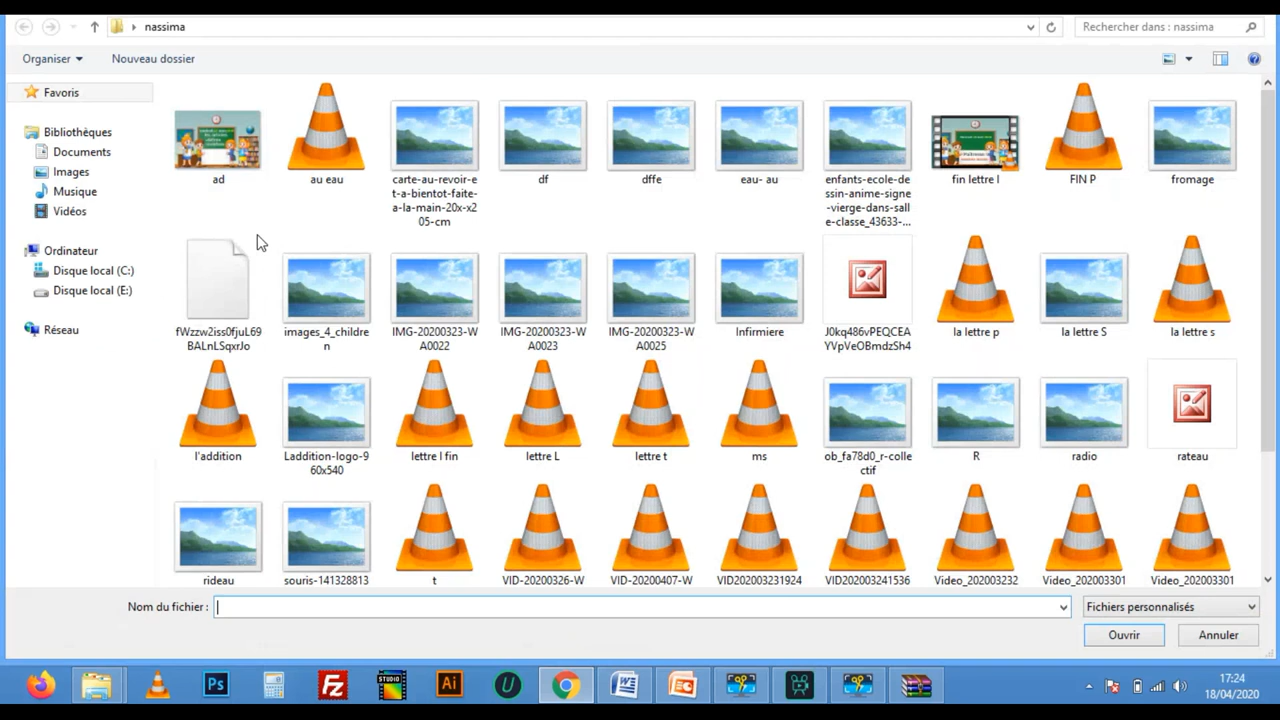 nassima
Rechercher dans : nassima
Organiser
Nouveau dossier
Favoris
Bibliothèques
Documents
Images
Musique
Vidéos
Ordinateur
Disque local (C:)
Disque local (E:)
Réseau
ad
au eau
carte-au-revoir-e
t-a-bientot-faite-
a-la-main-20x-x2
05-cm
df
dffe
eau- au
enfants-ecole-de
ssin-anime-signe
-vierge-dans-sall
e-classe_43633-...
fin lettre l
FIN P
fromage
fWzzw2iss0fjuL69
BALnLSqxrJo
images_4_childre
n
IMG-20200323-W
A0022
IMG-20200323-W
A0023
IMG-20200323-W
A0025
Infirmiere
J0kq486vPEQCEA
YVpVeOBmdzSh4
la lettre p
la lettre S
la lettre s
l'addition
Laddition-logo-9
60x540
lettre l fin
lettre L
lettre t
ms
ob_fa78d0_r-colle
ctif
R
radio
rateau
rideau
souris-141328813
t
VID-20200326-W
VID-20200407-W
VID202003231924
VID202003241536
Video_202003232
Video_202003301
Video_202003301
Nom du fichier :
Fichiers personnalisés
Ouvrir
Annuler
Ps
Fz
STUDIO
Ai
U
17:24
18/04/2020